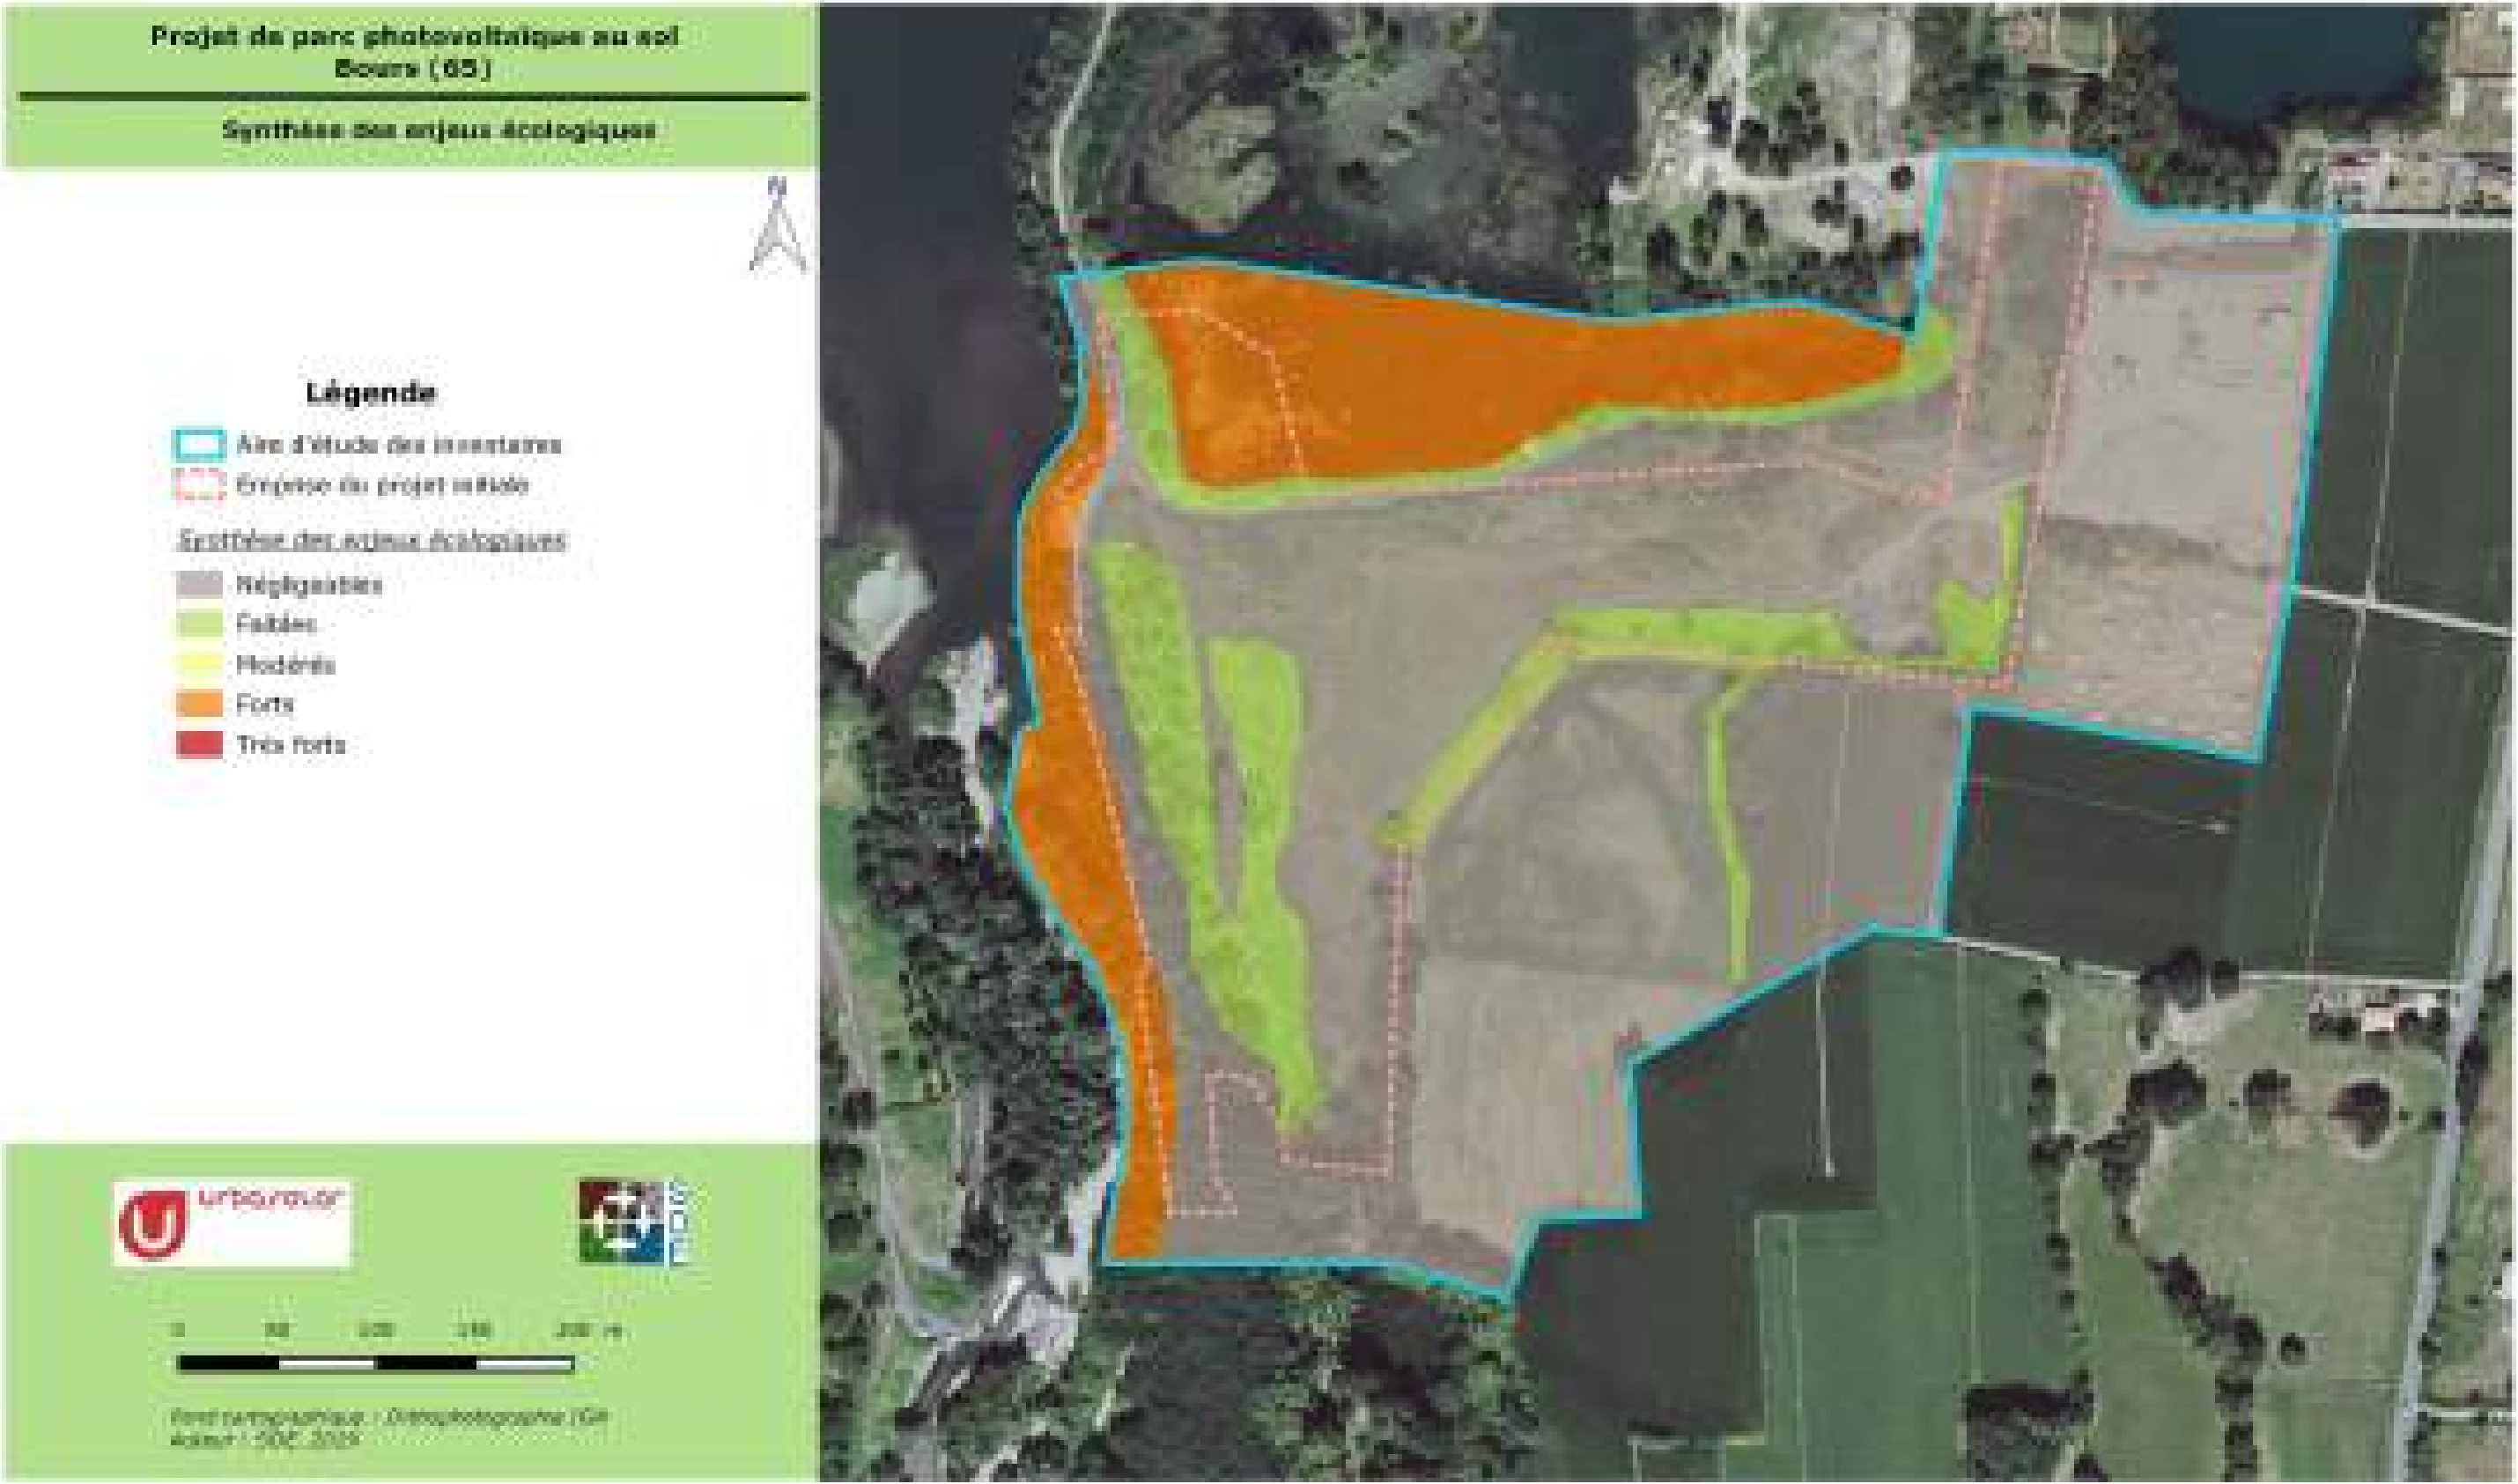 Projet de parc photovoltaïque au sol
Bours (65)
Synthèse des enjeux écologiques
N
Légende
Aire d'étude des inventaires
Emprise du projet initiale
Synthèse des enjeux écologiques
Négligeables
Faibles
Modérés
Forts
Très forts
urbasolar
0 50 100 150 200 m
Fond cartographique : Orthophotographie IGN
Auteur :